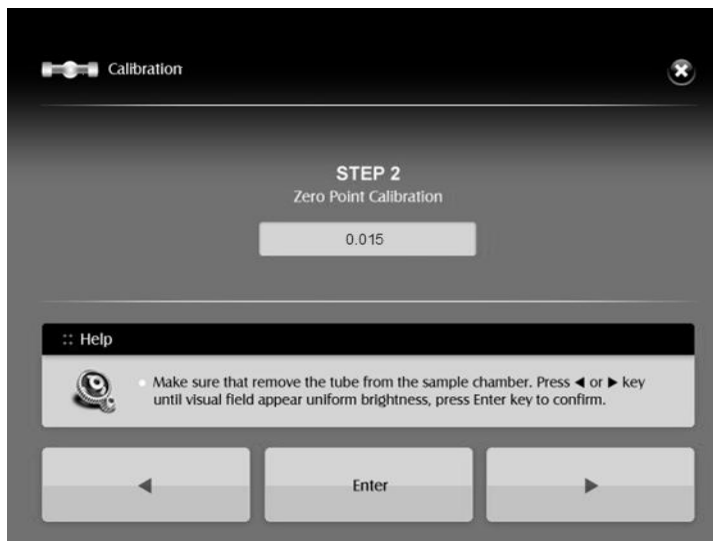 Calibration
STEP 2
Zero Point Calibration
0.015
:: Help
Make sure that remove the tube from the sample chamber. Press ◀ or ▶ key
until visual field appear uniform brightness, press Enter key to confirm.
◀ Enter ▶